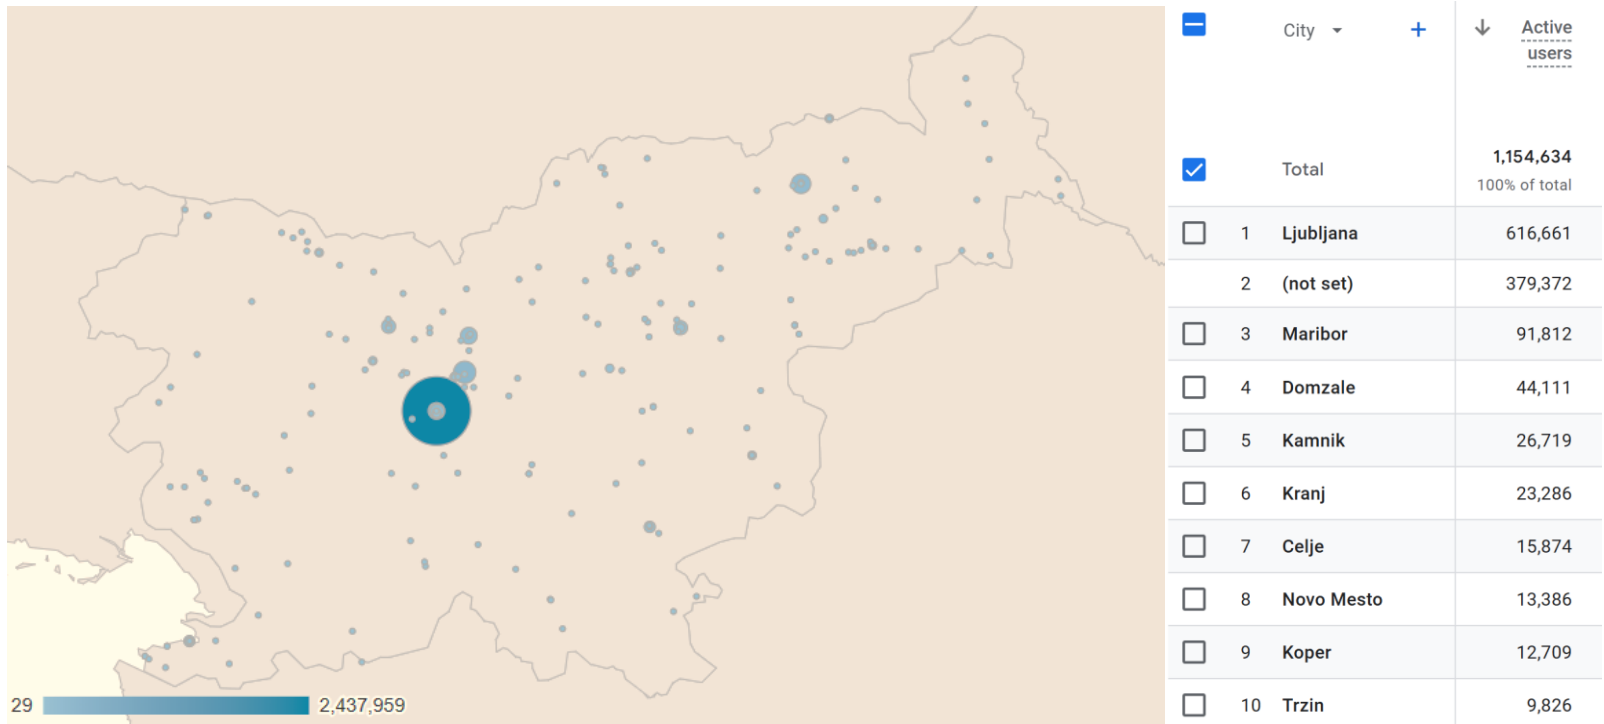 City
+
Active
users
Total
1,154,634
100% of total
1 Ljubljana 616,661
2 (not set) 379,372
3 Maribor 91,812
4 Domzale 44,111
5 Kamnik 26,719
6 Kranj 23,286
7 Celje 15,874
8 Novo Mesto 13,386
9 Koper 12,709
10 Trzin 9,826
29 2,437,959